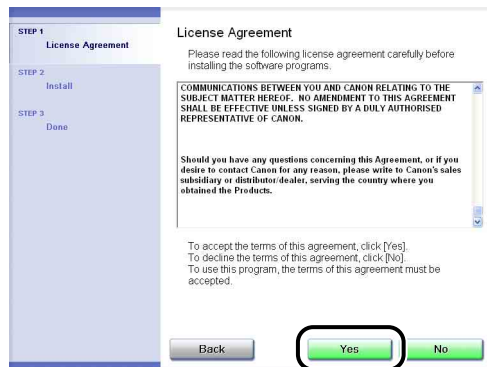 STEP 1
License Agreement
STEP 2
Install
STEP 3
Done
License Agreement
Please read the following license agreement carefully before
installing the software programs.
COMMUNICATIONS BETWEEN YOU AND CANON RELATING TO THE
SUBJECT MATTER HEREOF. NO AMENDMENT TO THIS AGREEMENT
SHALL BE EFFECTIVE UNLESS SIGNED BY A DULY AUTHORISED
REPRESENTATIVE OF CANON.
Should you have any questions concerning this Agreement, or if you
desire to contact Canon for any reason, please write to Canon's sales
subsidiary or distributor/dealer, serving the country where you
obtained the Products.
To accept the terms of this agreement, click [Yes].
To decline the terms of this agreement, click [No].
To use this program, the terms of this agreement must be
accepted.
Back
Yes
No